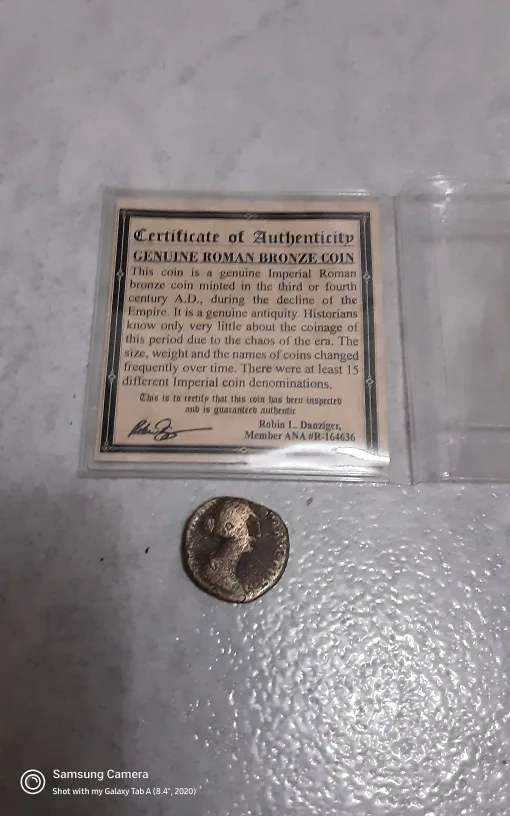 Certificate of Authenticity
GENUINE ROMAN BRONZE COIN
This coin is a genuine Imperial Roman
bronze coin minted in the third or fourth
century A.D., during the decline of the
Empire. It is a genuine antiquity. Historians
know only very little about the coinage of
this period due to the chaos of the era. The
size, weight and the names of coins changed
frequently over time. There were at least 15
different Imperial coin denominations.
This is to certify that this coin has been inspected
and is guaranteed authentic
Robin L. Danziger,
Member ANA #R-164636
Samsung Camera
Shot with my Galaxy Tab A (8.4", 2020)